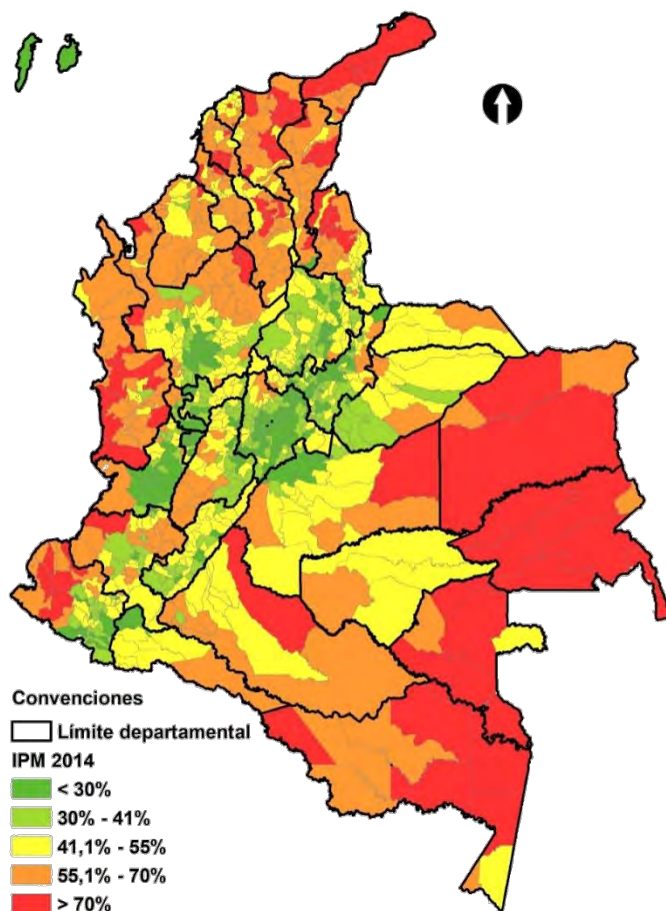 Convenciones
Límite departamental
IPM 2014
< 30%
30% - 41%
41,1% - 55%
55,1% - 70%
> 70%